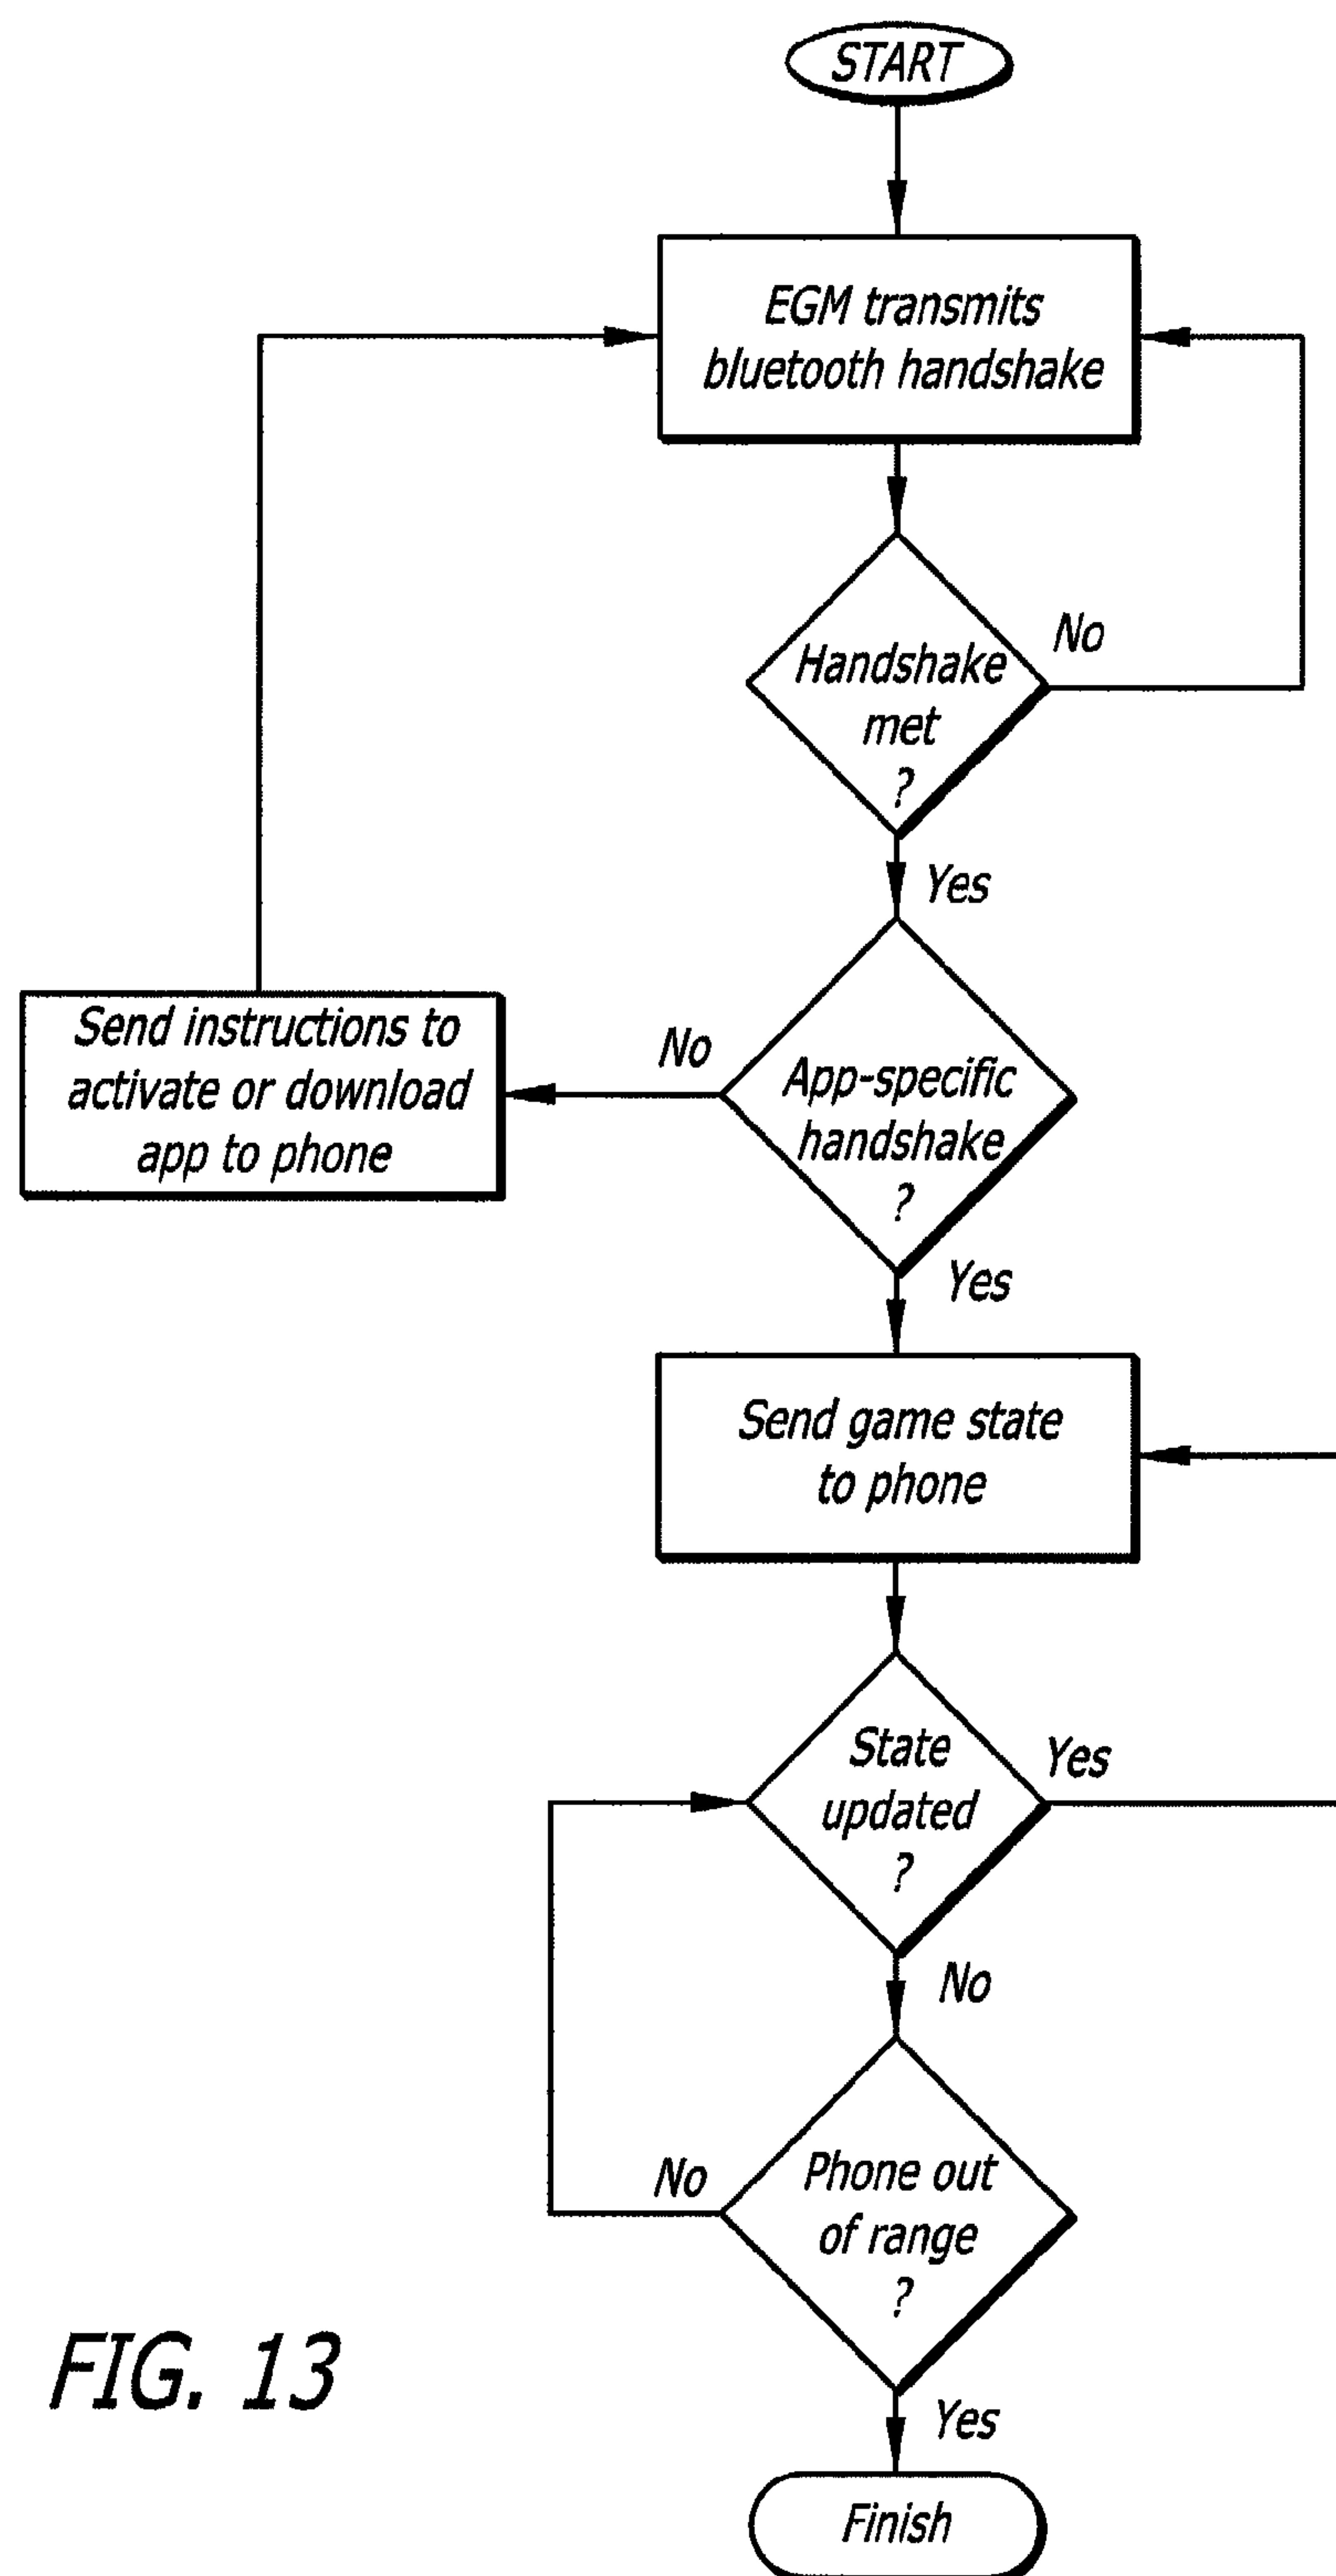 START
EGM transmits
bluetooth handshake
Handshake
met
?
No
Yes
App-specific
handshake
?
No
Send instructions to
activate or download
app to phone
Yes
Send game state
to phone
State
updated
?
Yes
No
Phone out
of range
?
No
Yes
Finish
FIG. 13